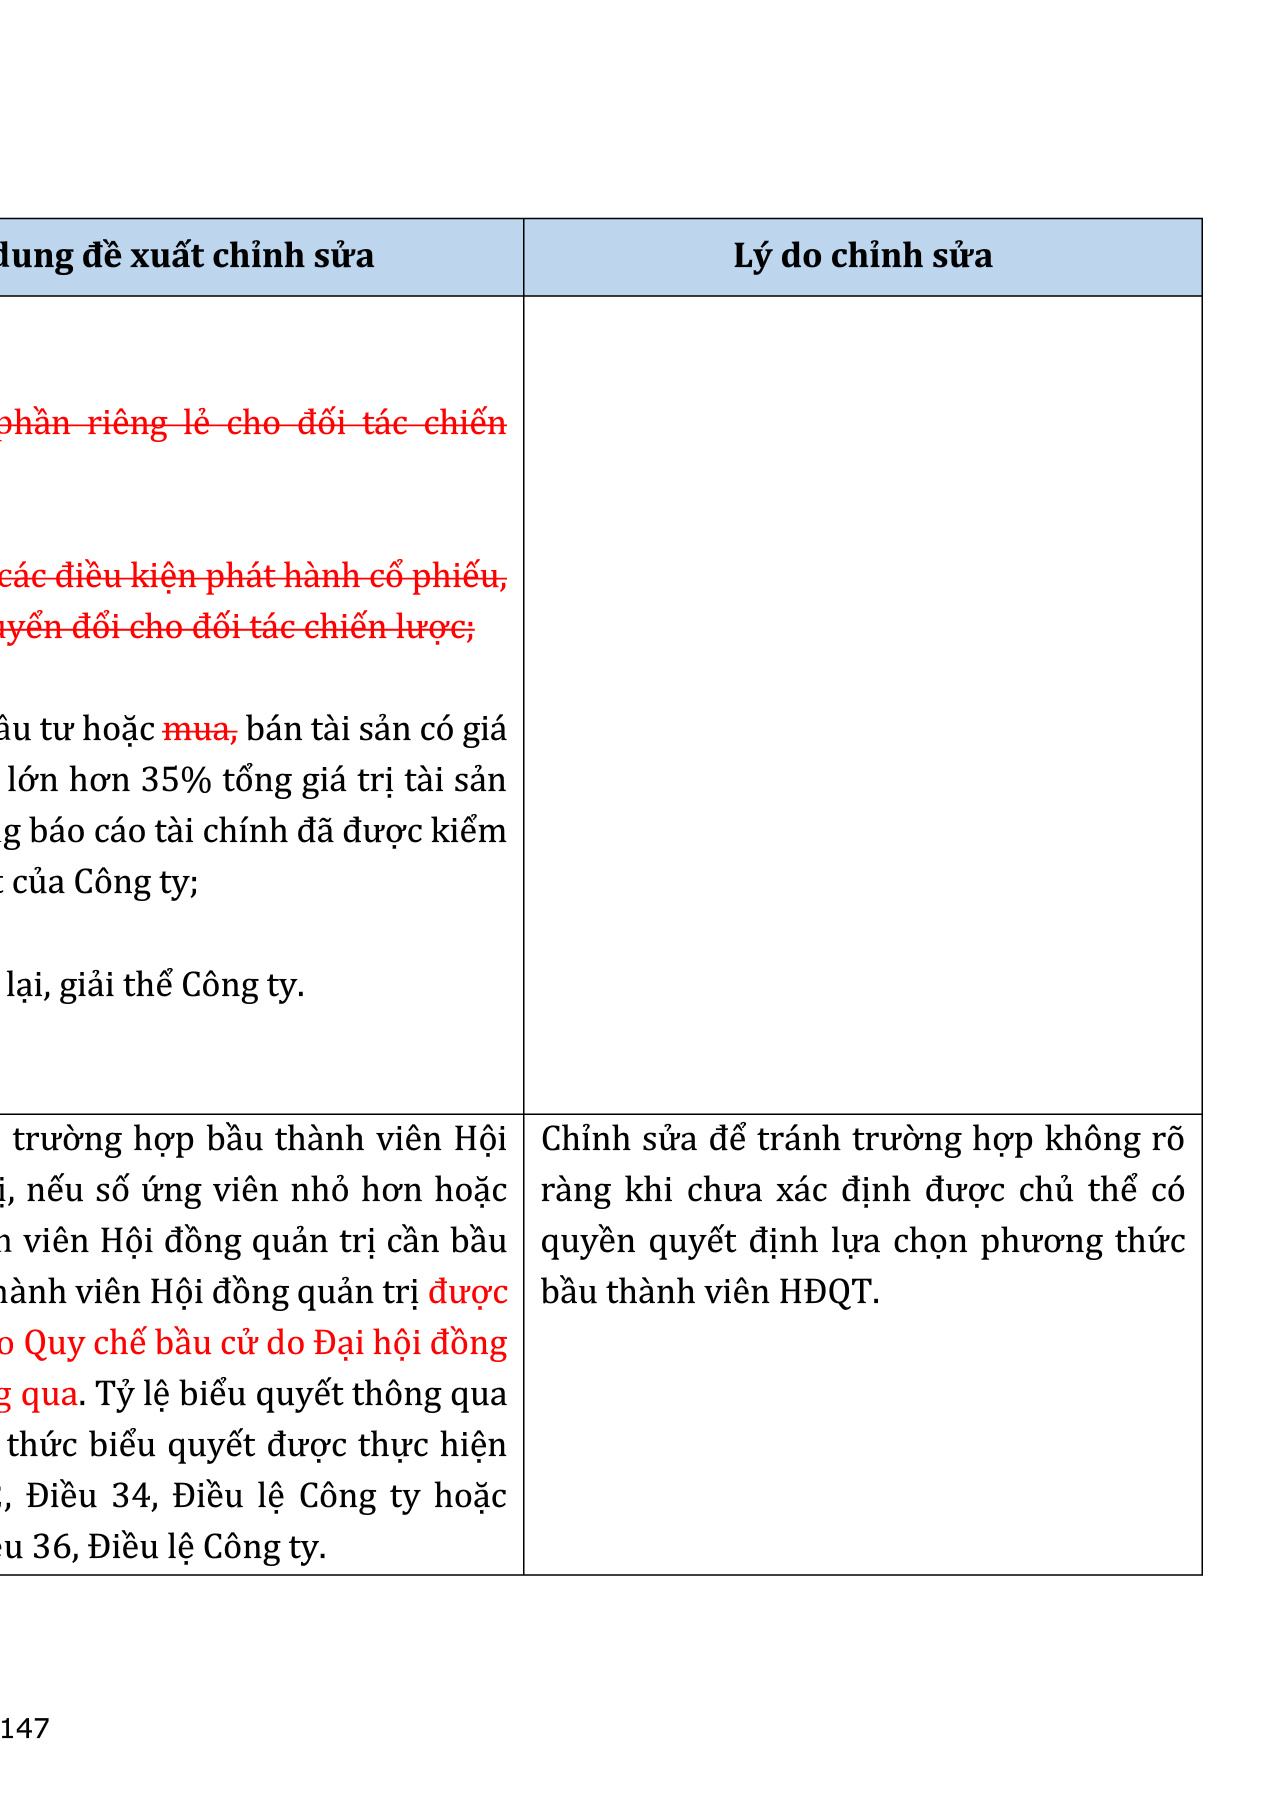 dung đề xuất chỉnh sửa
Lý do chỉnh sửa
phần riêng lẻ cho đối tác chiến
các điều kiện phát hành cổ phiếu,
uyển đổi cho đối tác chiến lược;
âu tư hoặc mua, bán tài sản có giá
lớn hơn 35% tổng giá trị tài sản
ng báo cáo tài chính đã được kiểm
t của Công ty;
lại, giải thể Công ty.
trường hợp bầu thành viên Hội
ị, nếu số ứng viên nhỏ hơn hoặc
n viên Hội đồng quản trị cần bầu
hành viên Hội đồng quản trị được
o Quy chế bầu cử do Đại hội đồng
g qua. Tỷ lệ biểu quyết thông qua
thức biểu quyết được thực hiện
2, Điều 34, Điều lệ Công ty hoặc
ều 36, Điều lệ Công ty.
Chỉnh sửa để tránh trường hợp không rõ
ràng khi chưa xác định được chủ thể có
quyền quyết định lựa chọn phương thức
bầu thành viên HĐQT.
147